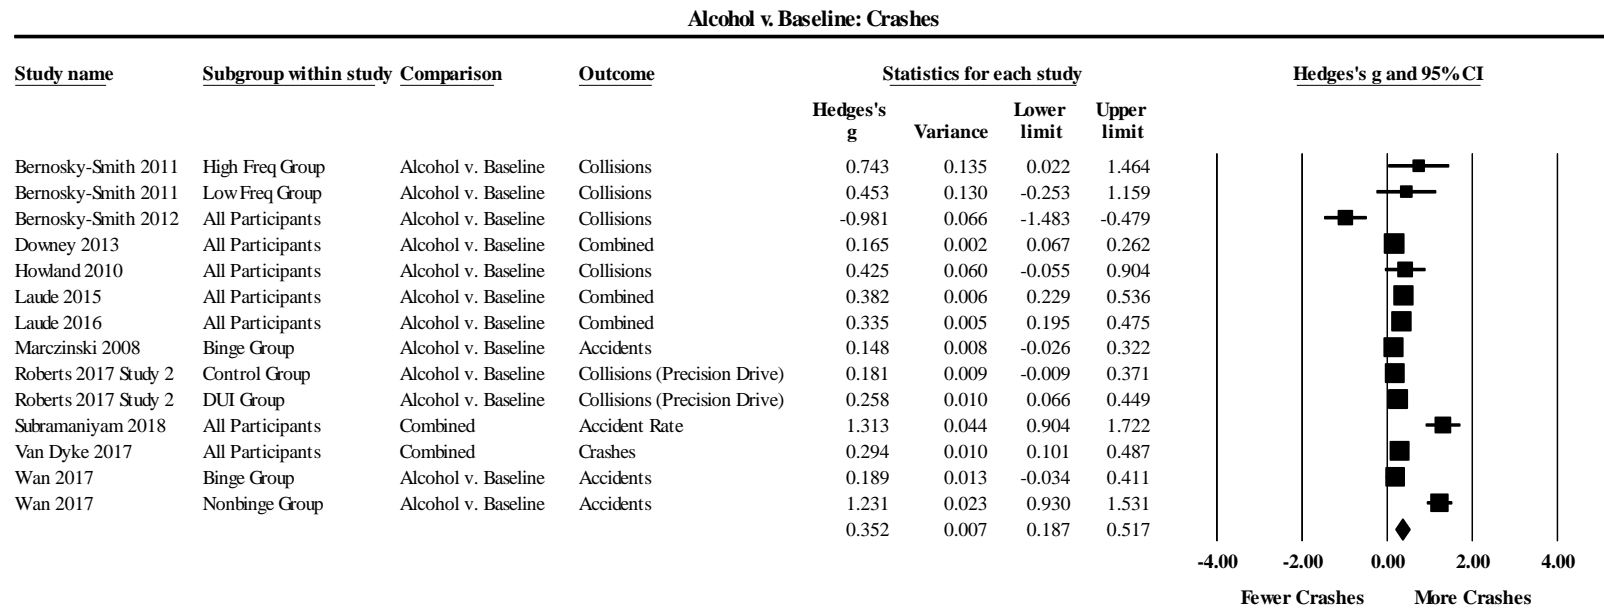 Alcohol v. Baseline: Crashes
Study name Subgroup within study Comparison Outcome Statistics for each study Hedges's g and 95% CI
Hedges's g Variance Lower limit Upper limit
Bernosky-Smith 2011 High Freq Group Alcohol v. Baseline Collisions 0.743 0.135 0.022 1.464
Bernosky-Smith 2011 Low Freq Group Alcohol v. Baseline Collisions 0.453 0.130 -0.253 1.159
Bernosky-Smith 2012 All Participants Alcohol v. Baseline Collisions -0.981 0.066 -1.483 -0.479
Downey 2013 All Participants Alcohol v. Baseline Combined 0.165 0.002 0.067 0.262
Howland 2010 All Participants Alcohol v. Baseline Collisions 0.425 0.060 -0.055 0.904
Laude 2015 All Participants Alcohol v. Baseline Combined 0.382 0.006 0.229 0.536
Laude 2016 All Participants Alcohol v. Baseline Combined 0.335 0.005 0.195 0.475
Marczinski 2008 Binge Group Alcohol v. Baseline Accidents 0.148 0.008 -0.026 0.322
Roberts 2017 Study 2 Control Group Alcohol v. Baseline Collisions (Precision Drive) 0.181 0.009 -0.009 0.371
Roberts 2017 Study 2 DUI Group Alcohol v. Baseline Collisions (Precision Drive) 0.258 0.010 0.066 0.449
Subramaniyam 2018 All Participants Combined Accident Rate 1.313 0.044 0.904 1.722
Van Dyke 2017 All Participants Combined Crashes 0.294 0.010 0.101 0.487
Wan 2017 Binge Group Alcohol v. Baseline Accidents 0.189 0.013 -0.034 0.411
Wan 2017 Nonbinge Group Alcohol v. Baseline Accidents 1.231 0.023 0.930 1.531
0.352 0.007 0.187 0.517
-4.00 -2.00 0.00 2.00 4.00
Fewer Crashes More Crashes